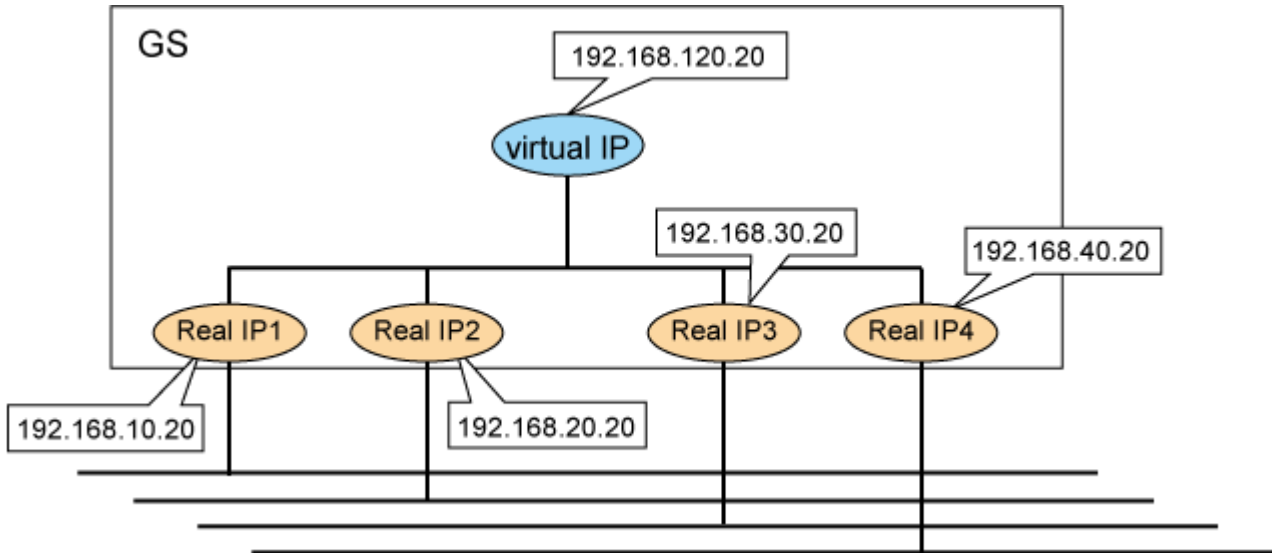 GS
192.168.120.20
virtual IP
192.168.30.20
192.168.40.20
Real IP1
Real IP2
Real IP3
Real IP4
192.168.10.20
192.168.20.20